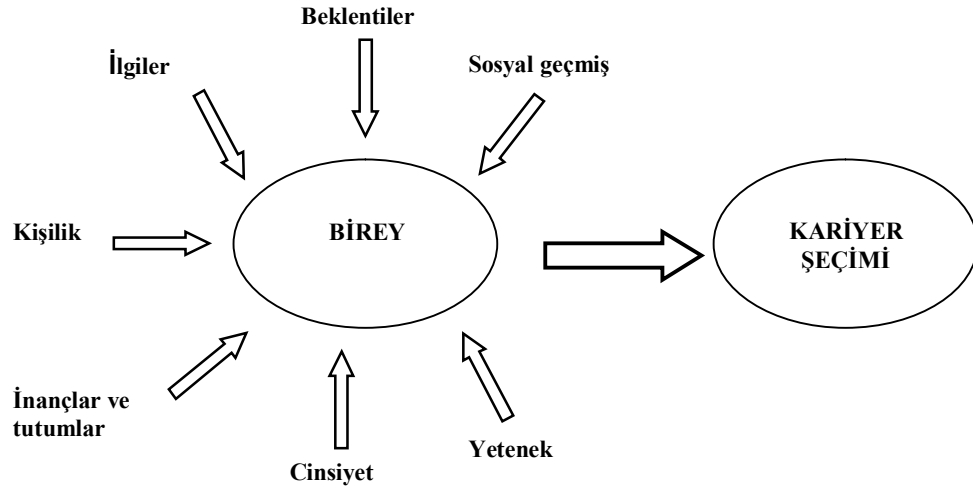 Beklentiler
İlgiler
Sosyal geçmiş
Kişilik
BİREY
KARİYER
ŞEÇİMİ
İnançlar ve
tutumlar
Cinsiyet
Yetenek